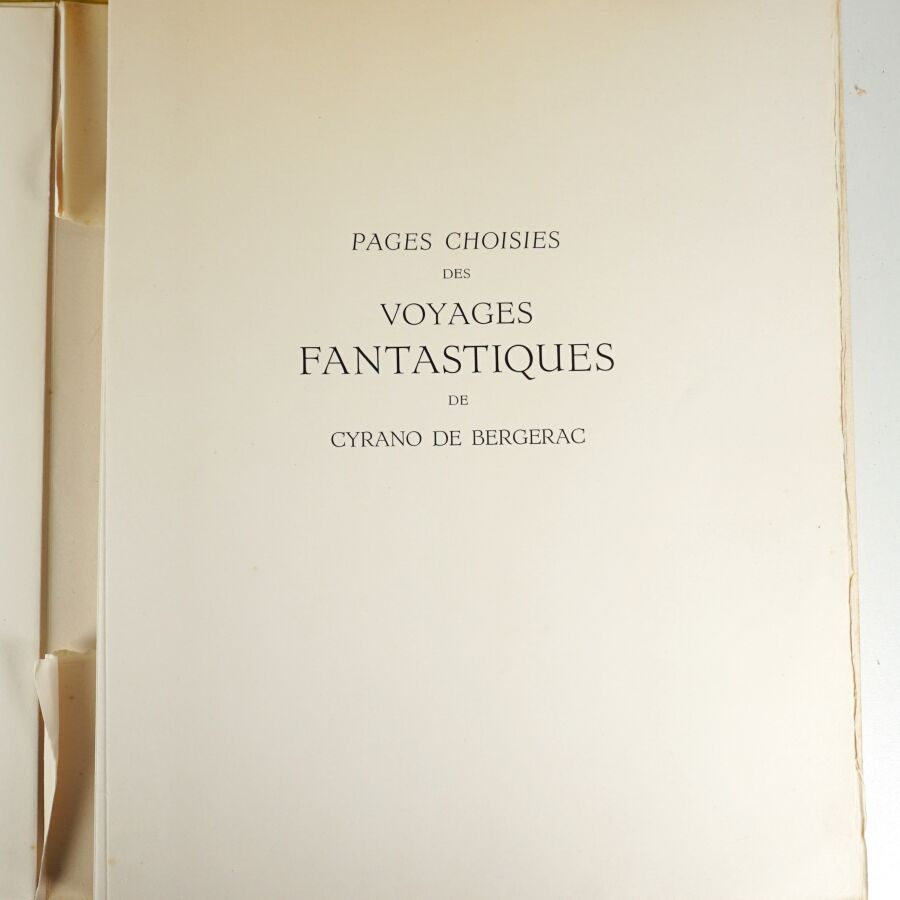 PAGES CHOISIES
DES
VOYAGES
FANTASTIQUES
DE
CYRANO DE BERGERAC